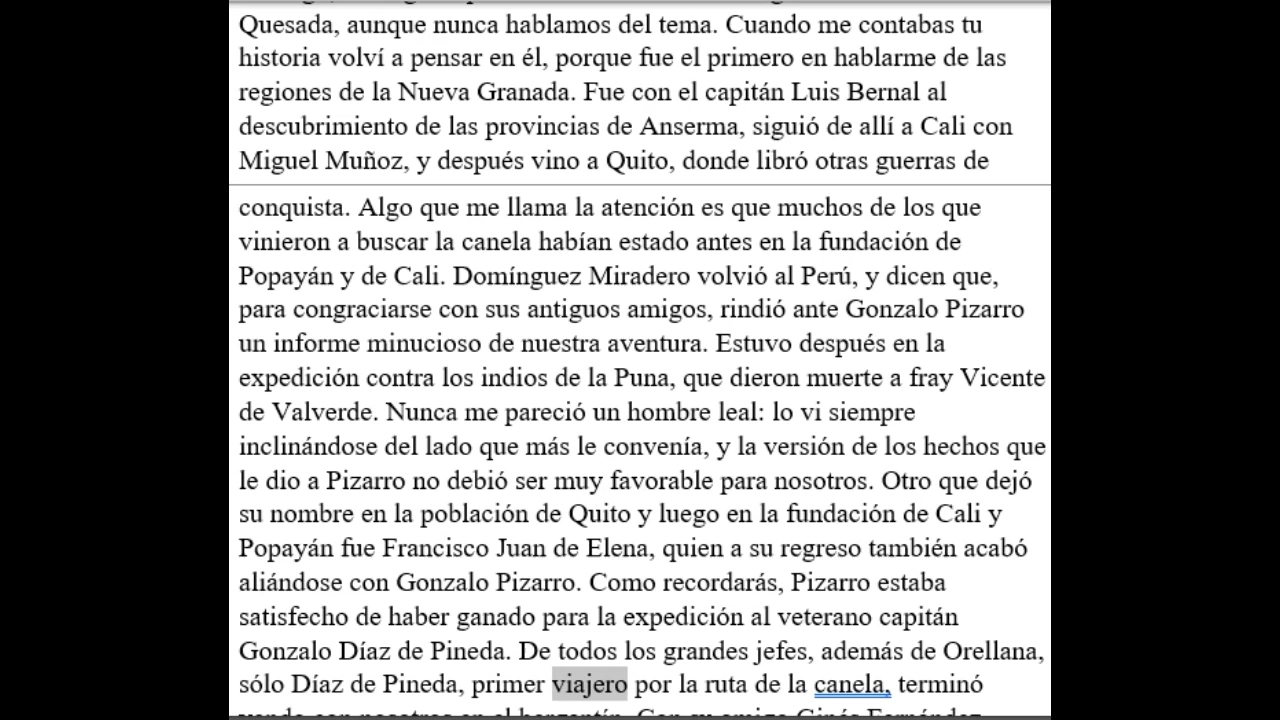 Quesada, aunque nunca hablamos del tema. Cuando me contabas tu
historia volví a pensar en él, porque fue el primero en hablarme de las
regiones de la Nueva Granada. Fue con el capitán Luis Bernal al
descubrimiento de las provincias de Anserma, siguió de allí a Cali con
Miguel Muñoz, y después vino a Quito, donde libró otras guerras de
conquista. Algo que me llama la atención es que muchos de los que
vinieron a buscar la canela habían estado antes en la fundación de
Popayán y de Cali. Domínguez Miradero volvió al Perú, y dicen que,
para congraciarse con sus antiguos amigos, rindió ante Gonzalo Pizarro
un informe minucioso de nuestra aventura. Estuvo después en la
expedición contra los indios de la Puna, que dieron muerte a fray Vicente
de Valverde. Nunca me pareció un hombre leal: lo vi siempre
inclinándose del lado que más le convenía, y la versión de los hechos que
le dio a Pizarro no debió ser muy favorable para nosotros. Otro que dejó
su nombre en la población de Quito y luego en la fundación de Cali y
Popayán fue Francisco Juan de Elena, quien a su regreso también acabó
aliándose con Gonzalo Pizarro. Como recordarás, Pizarro estaba
satisfecho de haber ganado para la expedición al veterano capitán
Gonzalo Díaz de Pineda. De todos los grandes jefes, además de Orellana,
sólo Díaz de Pineda, primer viajero por la ruta de la canela, terminó